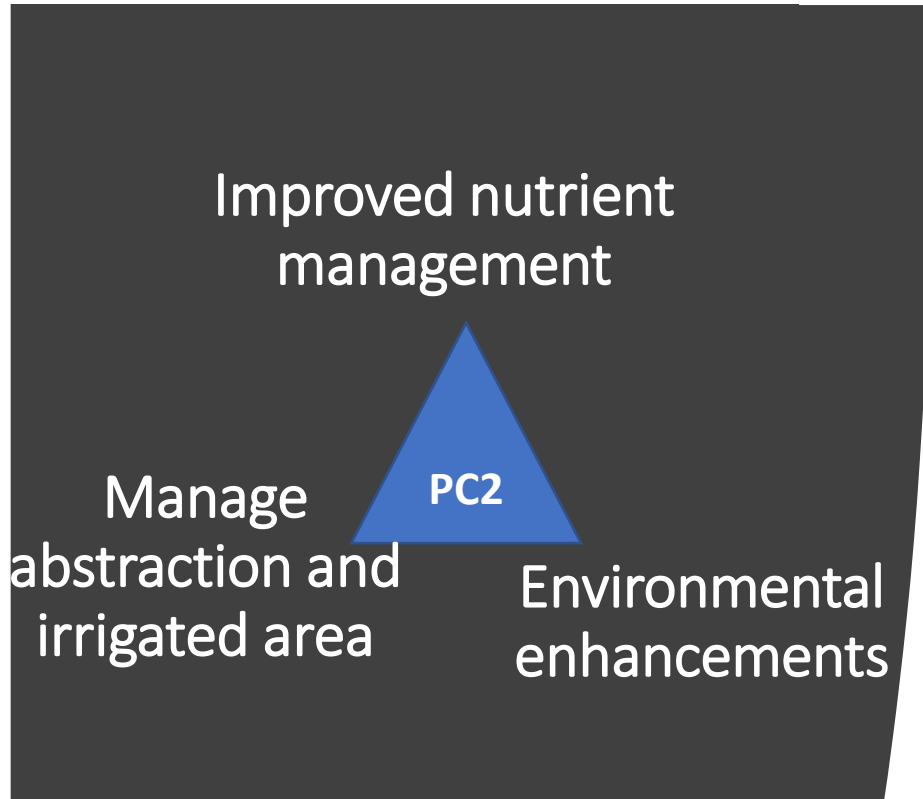 Improved nutrient
management
PC2
Manage
abstraction and
irrigated area
Environmental
enhancements